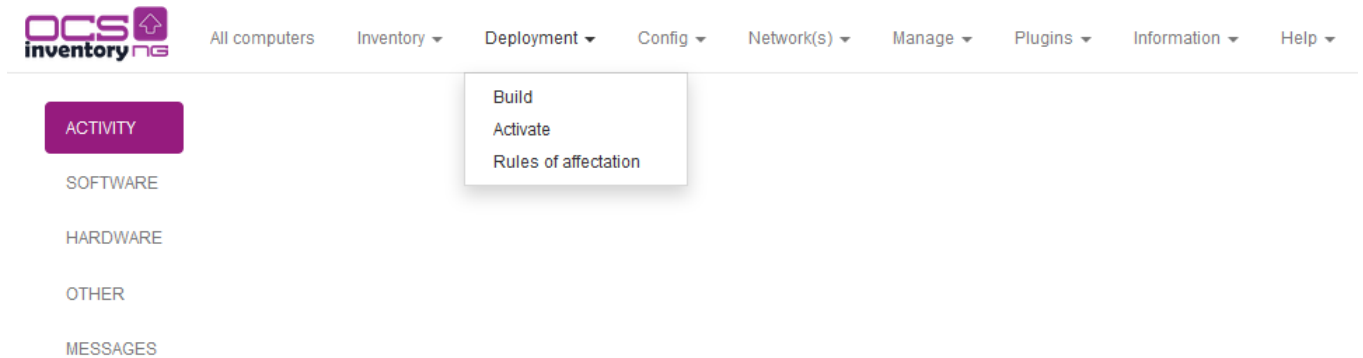 OCS
inventory NG
All computers Inventory Deployment Config Network(s) Manage Plugins Information Help
Build
Activate
Rules of affectation
ACTIVITY
SOFTWARE
HARDWARE
OTHER
MESSAGES